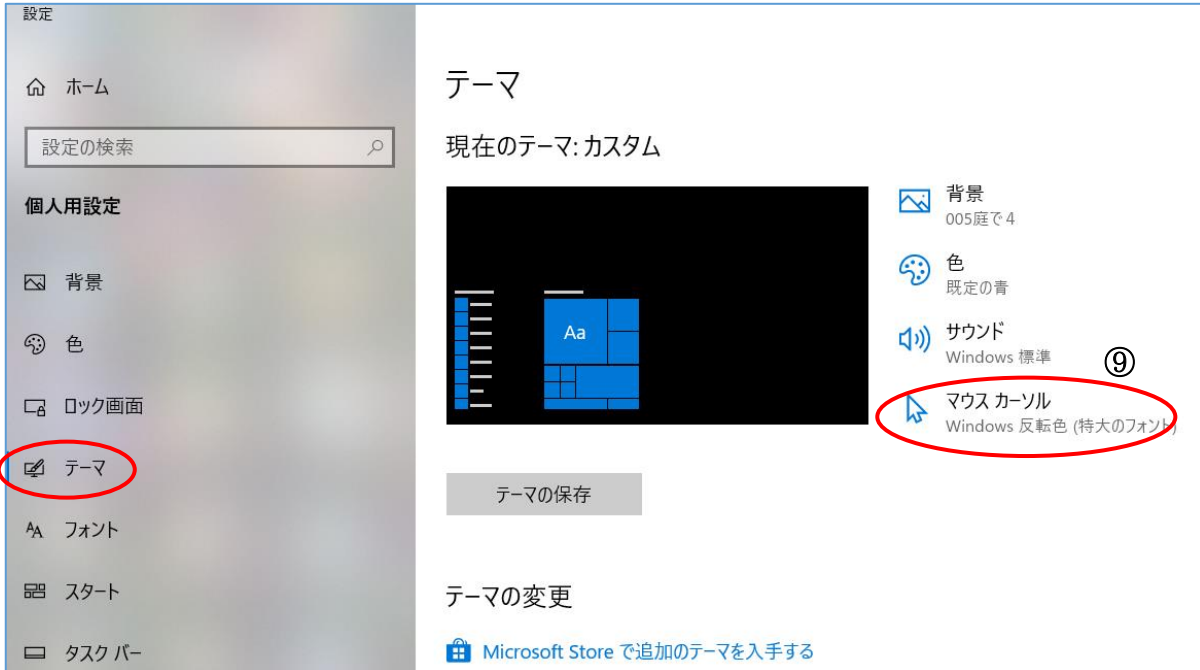 設定
ホーム
設定の検索
個人用設定
背景
色
ロック画面
テーマ
フォント
スタート
タスク バー
テーマ
現在のテーマ: カスタム
Aa
背景
005庭で4
色
既定の青
サウンド
Windows 標準
⑨
マウス カーソル
Windows 反転色 (特大のフォント)
テーマの保存
テーマの変更
Microsoft Store で追加のテーマを入手する